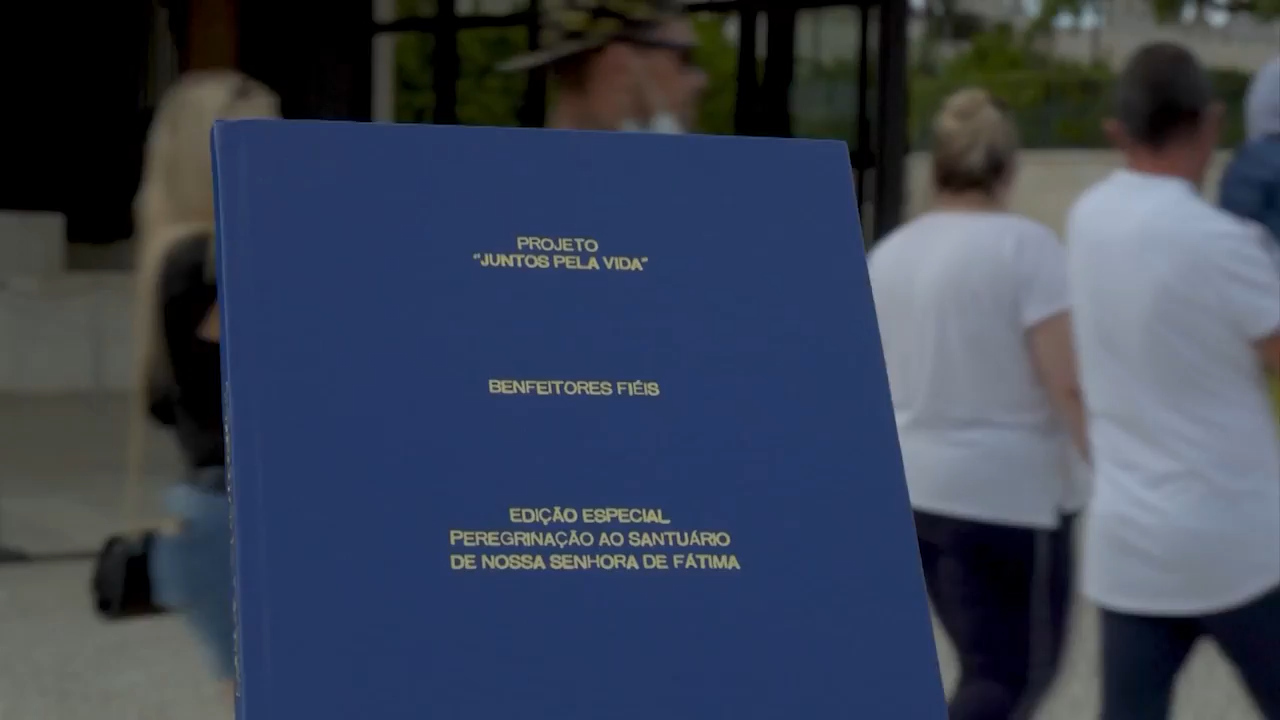 PROJETO
"JUNTOS PELA VIDA"
BENFEITORES FIÉIS
EDIÇÃO ESPECIAL
PEREGRINAÇÃO AO SANTUÁRIO
DE NOSSA SENHORA DE FÁTIMA